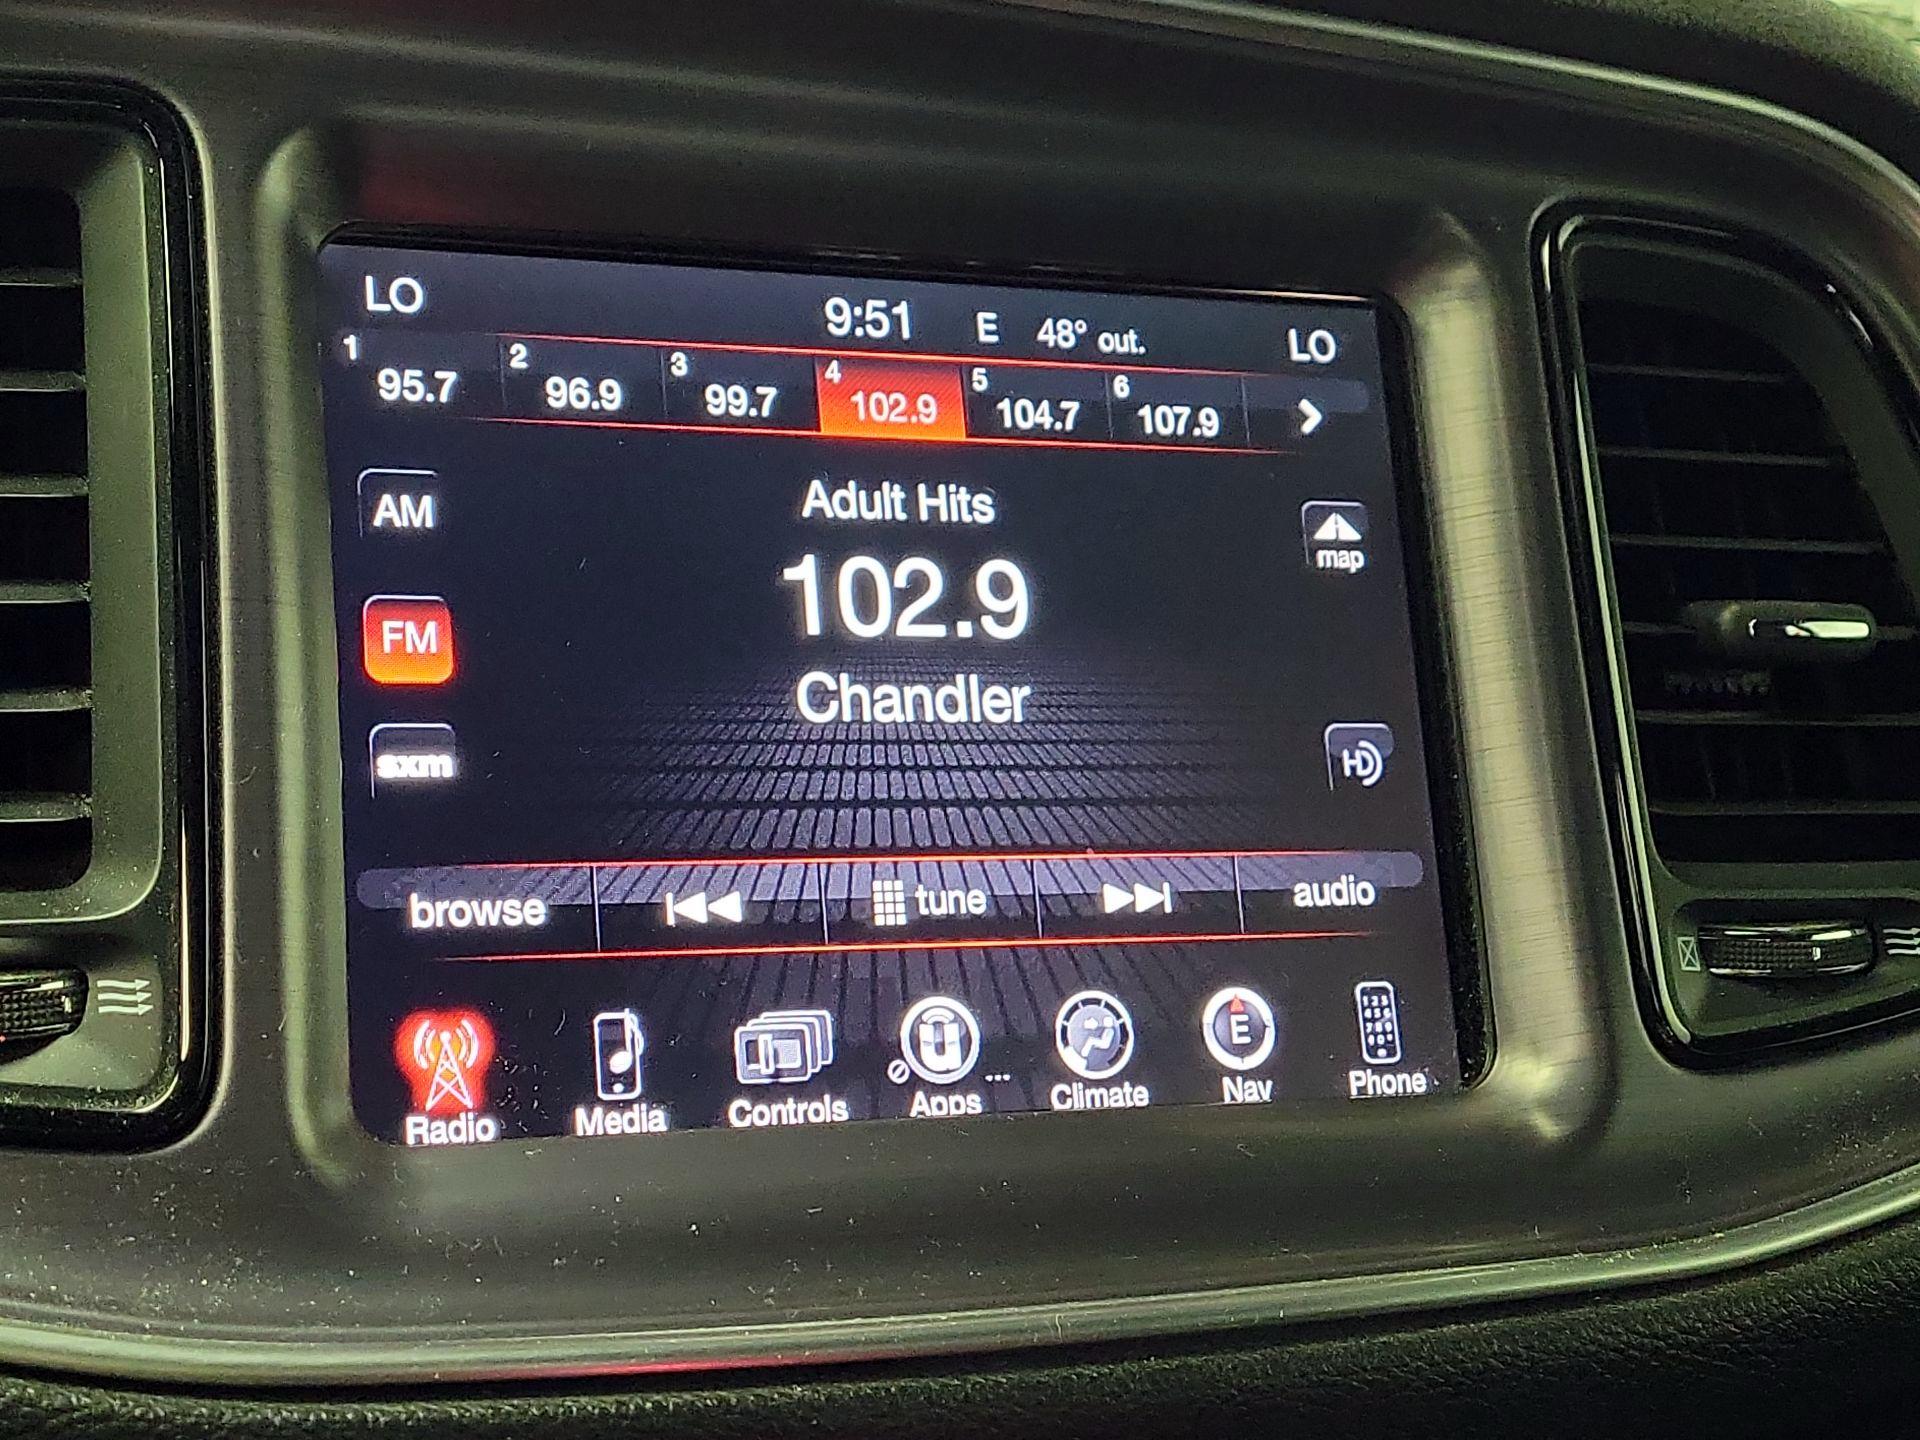 LO 9:51 E 48° out. LO
1 95.7 2 96.9 3 99.7 4 102.9 5 104.7 6 107.9
AM
Adult Hits
map
102.9
FM
Chandler
sxm
HD
browse tune audio
E
Radio Media Controls Apps ... Climate Nav Phone